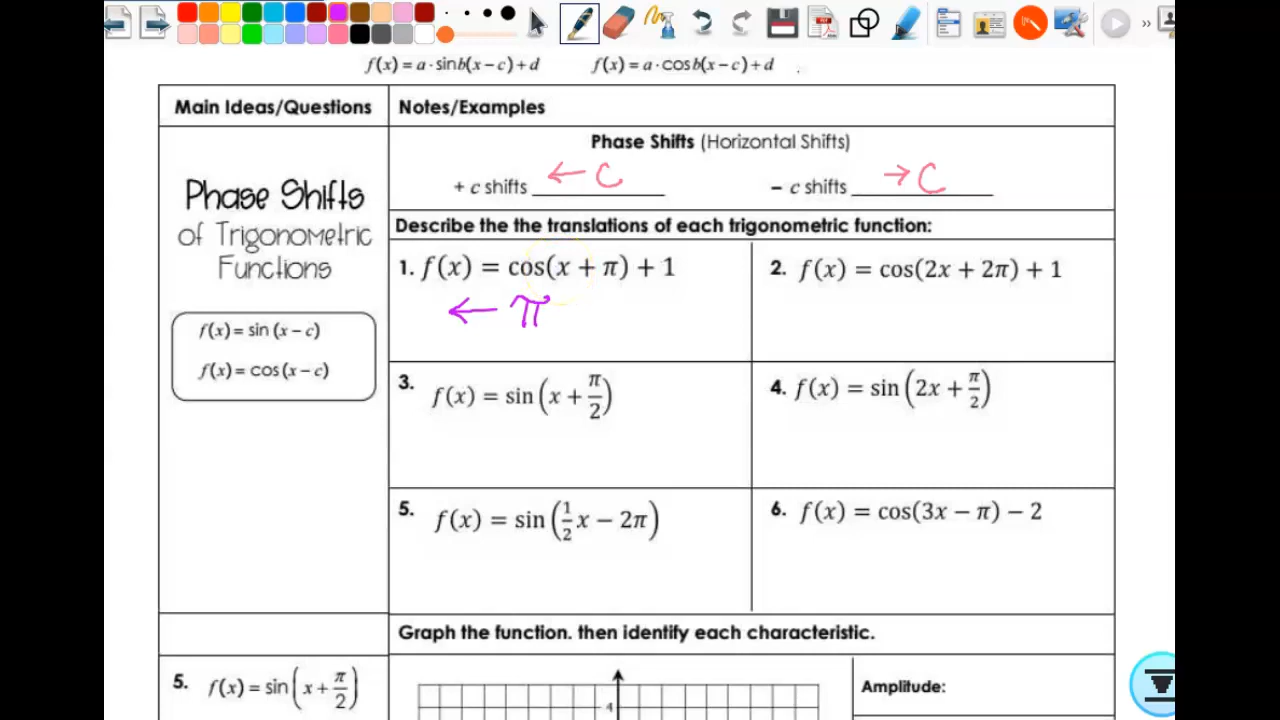 f(x) = a · sin b(x – c) + d f(x) = a · cos b(x – c) + d
Main Ideas/Questions Notes/Examples
Phase Shifts (Horizontal Shifts)
+ c shifts ← C – c shifts → C
Phase Shifts
of Trigonometric
Functions
f(x) = sin (x – c)
f(x) = cos (x – c)
Describe the the translations of each trigonometric function:
1. f(x) = cos(x + π) + 1
← π
2. f(x) = cos(2x + 2π) + 1
3. f(x) = sin(x + π/2)
4. f(x) = sin(2x + π/2)
5. f(x) = sin(1/2 x − 2π)
6. f(x) = cos(3x − π) − 2
Graph the function. then identify each characteristic.
5. f(x) = sin(x + π/2)
4
Amplitude: